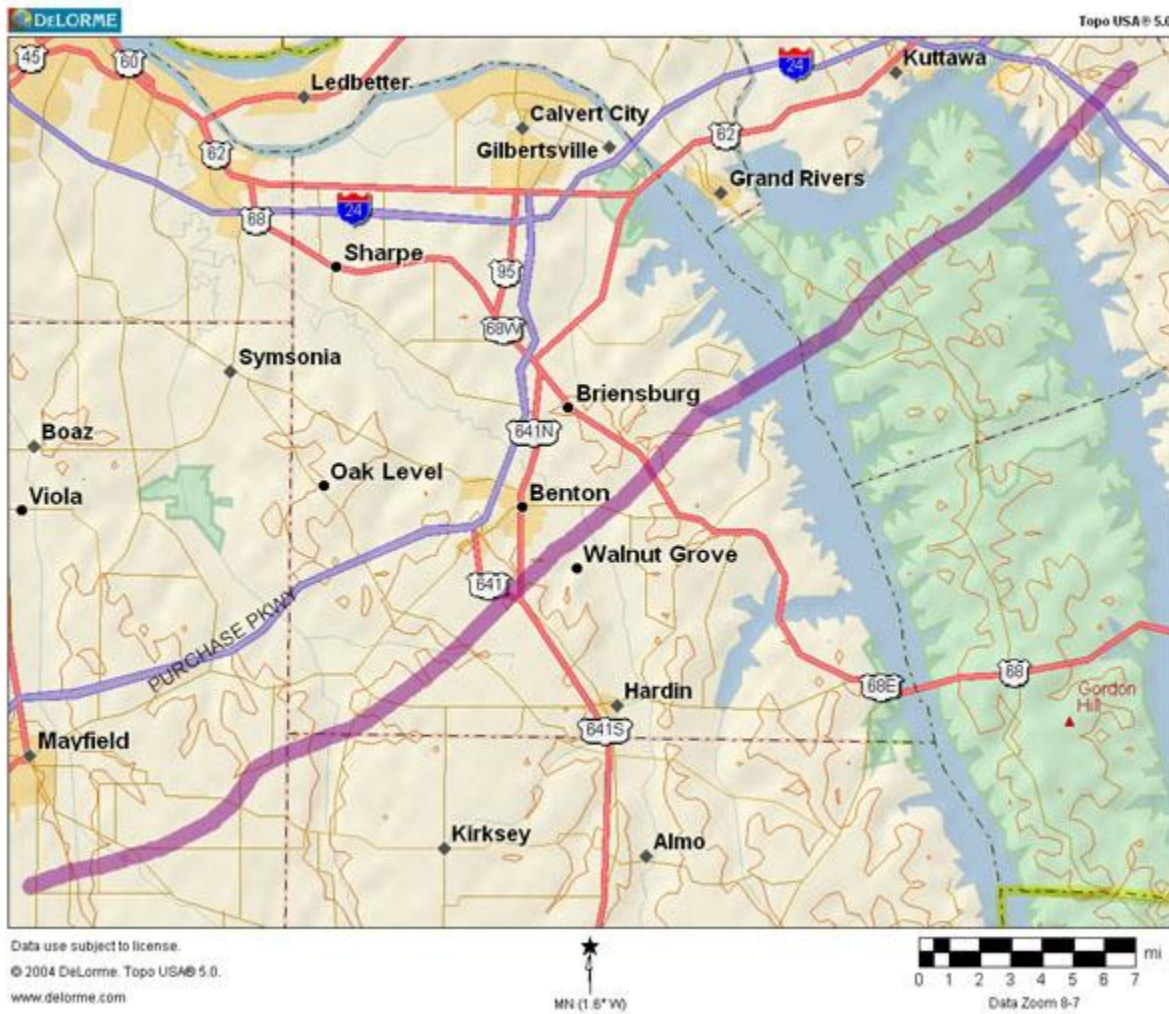 DELORME
Topo USA® 5.0
45
60
Ledbetter
24
Kuttawa
Calvert City
62
Gilbertsville
62
Grand Rivers
68
24
Sharpe
95
68W
Symsonia
Briensburg
Boaz
641N
Oak Level
Viola
Benton
Walnut Grove
641
PURCHASE PKWY
68E
68
Gordon
Hill
Hardin
641S
Mayfield
Kirksey
Almo
Data use subject to license.
© 2004 DeLorme. Topo USA® 5.0.
www.delorme.com
MN (1.6° W)
0 1 2 3 4 5 6 7
mi
Data Zoom 8-7